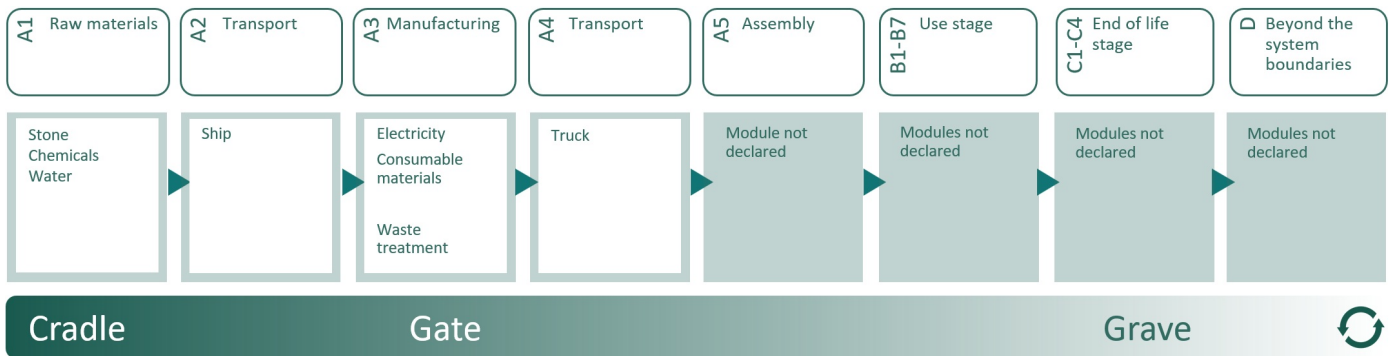 A1 Raw materials
A2 Transport
A3 Manufacturing
A4 Transport
A5 Assembly
B1-B7 Use stage
C1-C4 End of life
stage
D Beyond the
system
boundaries
Stone
Chemicals
Water
Ship
Electricity
Consumable
materials
Waste
treatment
Truck
Module not
declared
Modules not
declared
Modules not
declared
Modules not
declared
Cradle
Gate
Grave